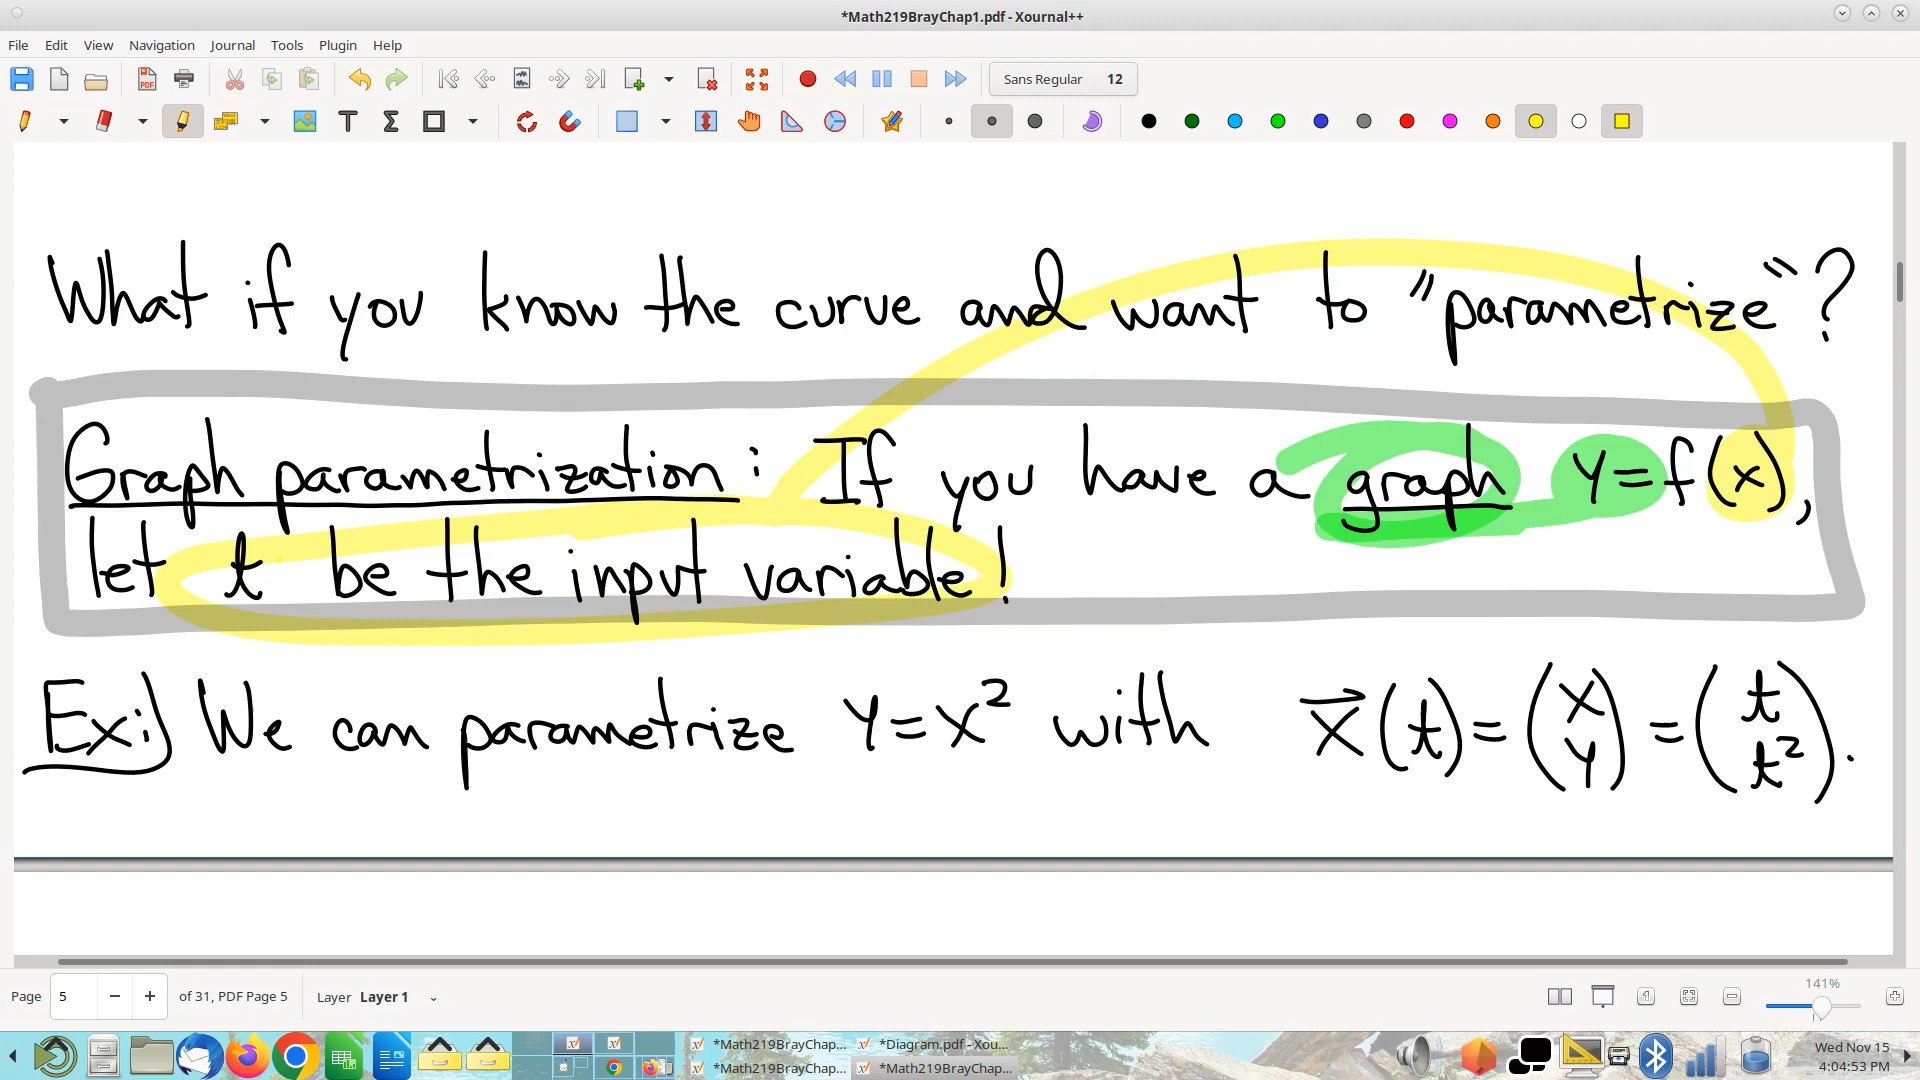 *Math219BrayChap1.pdf - Xournal++
File Edit View Navigation Journal Tools Plugin Help
Sans Regular 12
What if you know the curve and want to "parametrize"?
Graph parametrization: If you have a graph y=f(x),
let t be the input variable!
Ex:) We can parametrize y=x² with x⃗(t)=(x y)=(t t²).
Page 5 of 31, PDF Page 5 Layer Layer 1 141%
*Math219BrayChap... *Diagram.pdf - Xou... Wed Nov 15
*Math219BrayChap... *Math219BrayChap... 4:04:53 PM